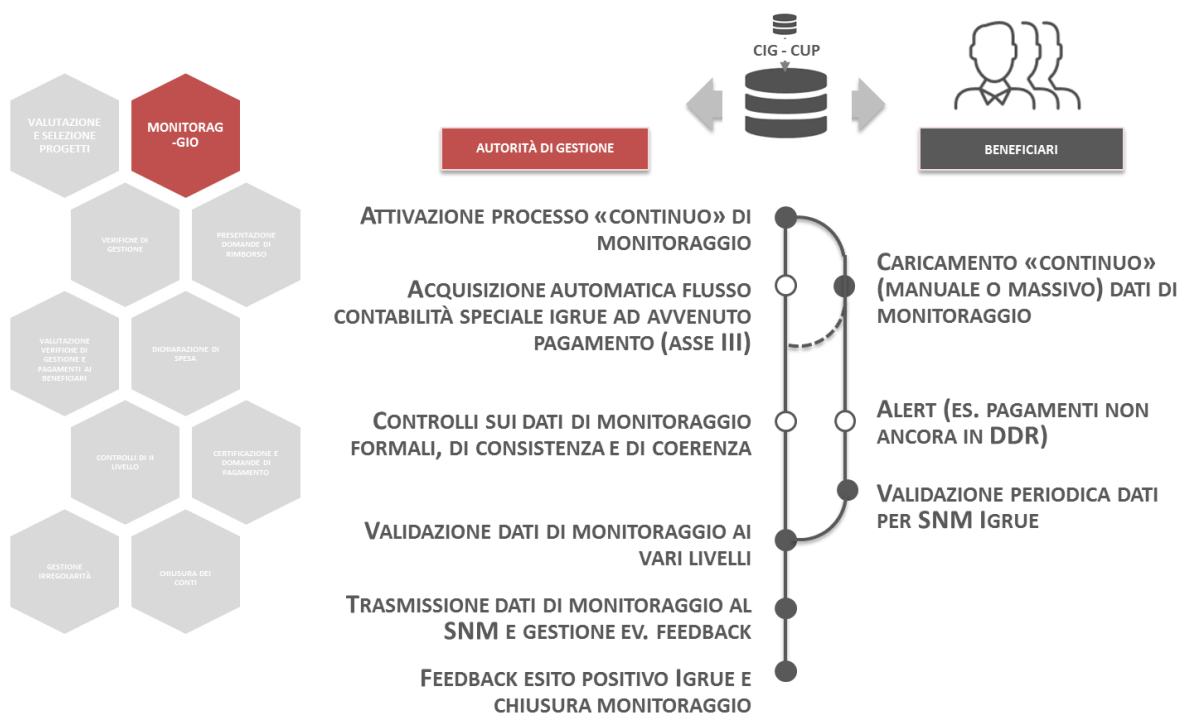 VALUTAZIONE
E SELEZIONE
PROGETTI
MONITORAG
-GIO
VERIFICHE DI
GESTIONE
PRESENTAZIONE
DOMANDE DI
RIMBORSO
VALUTAZIONE
VERIFICHE DI
GESTIONE E
PAGAMENTI AI
BENEFICIARI
DICHIARAZIONE DI
SPESA
CONTROLLI DI II
LIVELLO
CERTIFICAZIONE E
DOMANDE DI
PAGAMENTO
GESTIONE
IRREGOLARITÀ
CHIUSURA DEI
CONTI
CIG - CUP
AUTORITÀ DI GESTIONE
BENEFICIARI
ATTIVAZIONE PROCESSO «CONTINUO» DI
MONITORAGGIO
ACQUISIZIONE AUTOMATICA FLUSSO
CONTABILITÀ SPECIALE IGRUE AD AVVENUTO
PAGAMENTO (ASSE III)
CARICAMENTO «CONTINUO»
(MANUALE O MASSIVO) DATI DI
MONITORAGGIO
CONTROLLI SUI DATI DI MONITORAGGIO
FORMALI, DI CONSISTENZA E DI COERENZA
ALERT (ES. PAGAMENTI NON
ANCORA IN DDR)
VALIDAZIONE PERIODICA DATI
PER SNM IGRUE
VALIDAZIONE DATI DI MONITORAGGIO AI
VARI LIVELLI
TRASMISSIONE DATI DI MONITORAGGIO AL
SNM E GESTIONE EV. FEEDBACK
FEEDBACK ESITO POSITIVO IGRUE E
CHIUSURA MONITORAGGIO